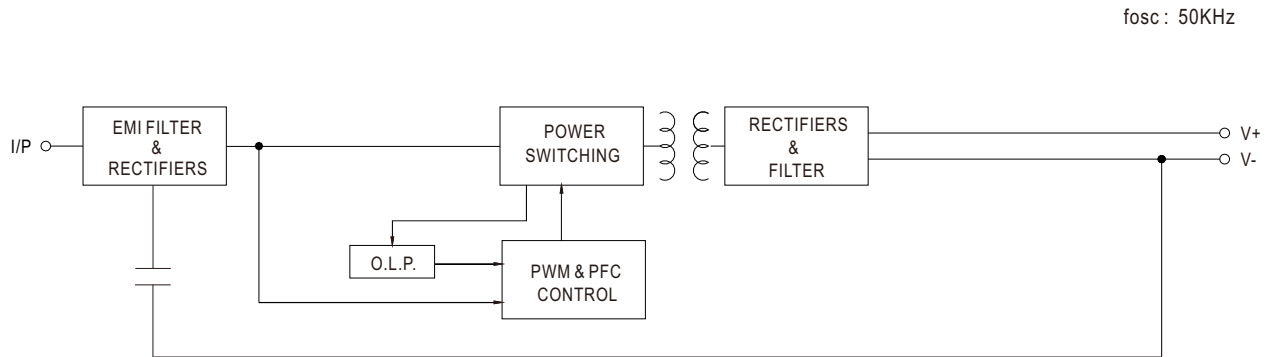 fosc : 50KHz
I/P
EMI FILTER
&
RECTIFIERS
POWER
SWITCHING
RECTIFIERS
&
FILTER
V+
V-
O.L.P.
PWM & PFC
CONTROL